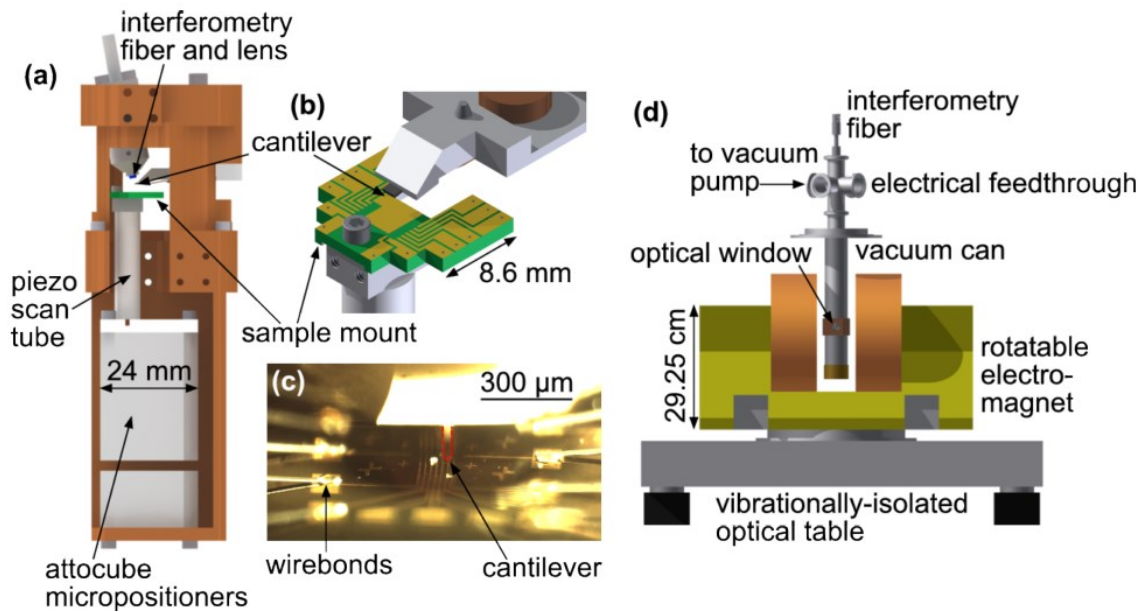 (a)
interferometry
fiber and lens
(b)
cantilever
piezo
scan
tube
sample mount
24 mm
8.6 mm
attocube
micropositioners
(c)
300 µm
wirebonds
cantilever
(d)
interferometry
fiber
to vacuum
pump
electrical feedthrough
optical window
vacuum can
29.25 cm
rotatable
electro-
magnet
vibrationally-isolated
optical table